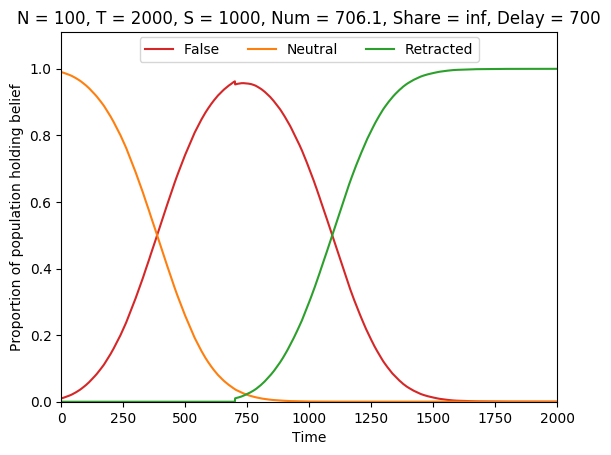 N = 100, T = 2000, S = 1000, Num = 706.1, Share = inf, Delay = 700
False Neutral Retracted
Proportion of population holding belief
1.0
0.8
0.6
0.4
0.2
0.0
0 250 500 750 1000 1250 1500 1750 2000
Time